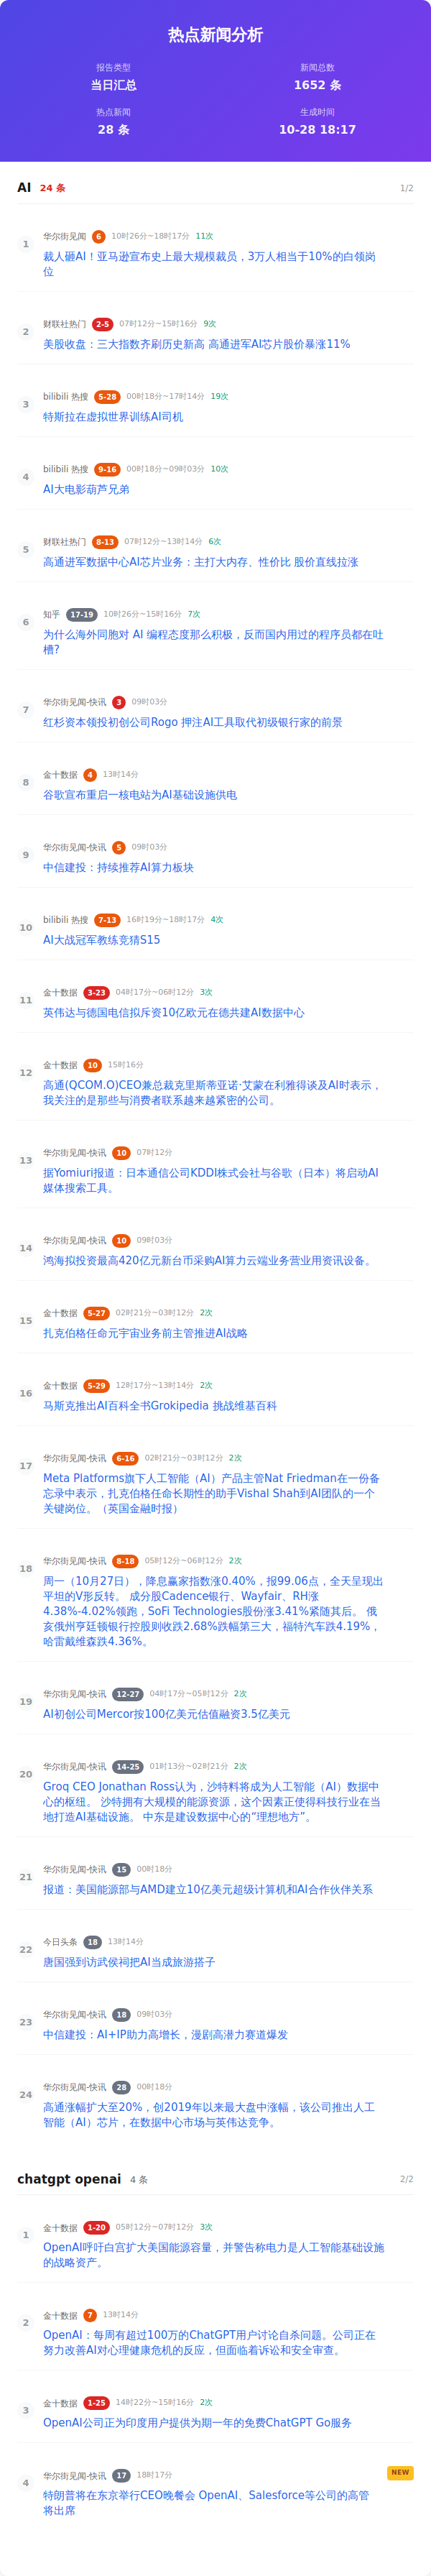 热点新闻分析
报告类型
当日汇总
新闻总数
1652 条
热点新闻
28 条
生成时间
10-28 18:17
AI 24 条 1/2
1 华尔街见闻 6 10时26分~18时17分 11次
裁人砸AI！亚马逊宣布史上最大规模裁员，3万人相当于10%的白领岗
位
2 财联社热门 2-5 07时12分~15时16分 9次
美股收盘：三大指数齐刷历史新高 高通进军AI芯片股价暴涨11%
3 bilibili 热搜 5-28 00时18分~17时14分 19次
特斯拉在虚拟世界训练AI司机
4 bilibili 热搜 9-16 00时18分~09时03分 10次
AI大电影葫芦兄弟
5 财联社热门 8-13 07时12分~13时14分 6次
高通进军数据中心AI芯片业务：主打大内存、性价比 股价直线拉涨
6 知乎 17-19 10时26分~15时16分 7次
为什么海外同胞对 AI 编程态度那么积极，反而国内用过的程序员都在吐
槽?
7 华尔街见闻-快讯 3 09时03分
红杉资本领投初创公司Rogo 押注AI工具取代初级银行家的前景
8 金十数据 4 13时14分
谷歌宣布重启一核电站为AI基础设施供电
9 华尔街见闻-快讯 5 09时03分
中信建投：持续推荐AI算力板块
10 bilibili 热搜 7-13 16时19分~18时17分 4次
AI大战冠军教练竞猜S15
11 金十数据 3-23 04时17分~06时12分 3次
英伟达与德国电信拟斥资10亿欧元在德共建AI数据中心
12 金十数据 10 15时16分
高通(QCOM.O)CEO兼总裁克里斯蒂亚诺·艾蒙在利雅得谈及AI时表示，
我关注的是那些与消费者联系越来越紧密的公司。
13 华尔街见闻-快讯 10 07时12分
据Yomiuri报道：日本通信公司KDDI株式会社与谷歌（日本）将启动AI
媒体搜索工具。
14 华尔街见闻-快讯 10 09时03分
鸿海拟投资最高420亿元新台币采购AI算力云端业务营业用资讯设备。
15 金十数据 5-27 02时21分~03时12分 2次
扎克伯格任命元宇宙业务前主管推进AI战略
16 金十数据 5-29 12时17分~13时14分 2次
马斯克推出AI百科全书Grokipedia 挑战维基百科
17 华尔街见闻-快讯 6-16 02时21分~03时12分 2次
Meta Platforms旗下人工智能（AI）产品主管Nat Friedman在一份备
忘录中表示，扎克伯格任命长期性的助手Vishal Shah到AI团队的一个
关键岗位。（英国金融时报）
18 华尔街见闻-快讯 8-18 05时12分~06时12分 2次
周一（10月27日），降息赢家指数涨0.40%，报99.06点，全天呈现出
平坦的V形反转。 成分股Cadence银行、Wayfair、RH涨
4.38%-4.02%领跑，SoFi Technologies股份涨3.41%紧随其后。 俄
亥俄州亨廷顿银行控股则收跌2.68%跌幅第三大，福特汽车跌4.19%，
哈雷戴维森跌4.36%。
19 华尔街见闻-快讯 12-27 04时17分~05时12分 2次
AI初创公司Mercor按100亿美元估值融资3.5亿美元
20 华尔街见闻-快讯 14-25 01时13分~02时21分 2次
Groq CEO Jonathan Ross认为，沙特料将成为人工智能（AI）数据中
心的枢纽。 沙特拥有大规模的能源资源，这个因素正使得科技行业在当
地打造AI基础设施。 中东是建设数据中心的“理想地方”。
21 华尔街见闻-快讯 15 00时18分
报道：美国能源部与AMD建立10亿美元超级计算机和AI合作伙伴关系
22 今日头条 18 13时14分
唐国强到访武侯祠把AI当成旅游搭子
23 华尔街见闻-快讯 18 09时03分
中信建投：AI+IP助力高增长，漫剧高潜力赛道爆发
24 华尔街见闻-快讯 28 00时18分
高通涨幅扩大至20%，创2019年以来最大盘中涨幅，该公司推出人工
智能（AI）芯片，在数据中心市场与英伟达竞争。
chatgpt openai 4 条 2/2
1 金十数据 1-20 05时12分~07时12分 3次
OpenAI呼吁白宫扩大美国能源容量，并警告称电力是人工智能基础设施
的战略资产。
2 金十数据 7 13时14分
OpenAI：每周有超过100万的ChatGPT用户讨论自杀问题。公司正在
努力改善AI对心理健康危机的反应，但面临着诉讼和安全审查。
3 金十数据 1-25 14时22分~15时16分 2次
OpenAI公司正为印度用户提供为期一年的免费ChatGPT Go服务
4 华尔街见闻-快讯 17 18时17分 NEW
特朗普将在东京举行CEO晚餐会 OpenAI、Salesforce等公司的高管
将出席